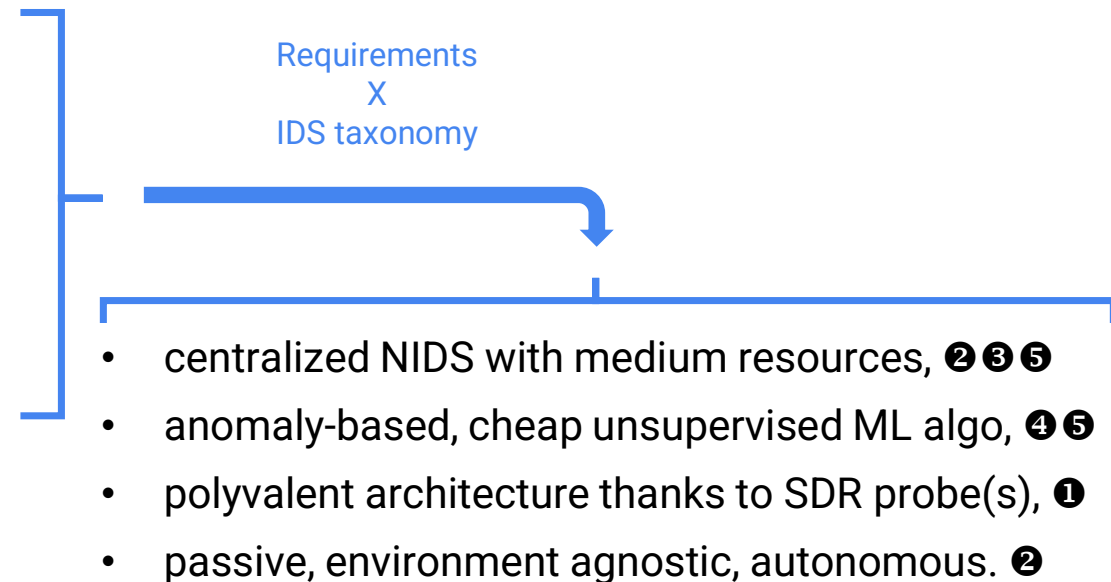 Requirements
X
IDS taxonomy
• centralized NIDS with medium resources, ❷❸❺
• anomaly-based, cheap unsupervised ML algo, ❹❺
• polyvalent architecture thanks to SDR probe(s), ❶
• passive, environment agnostic, autonomous. ❷